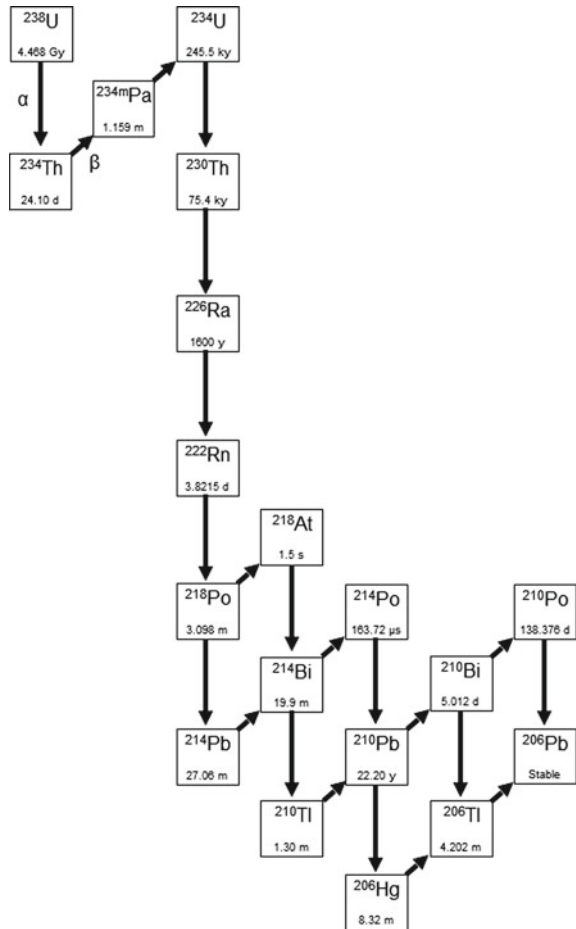 ²³⁸U
4.468 Gy
²³⁴U
245.5 ky
α
²³⁴ᵐPa
1.159 m
β
²³⁴Th
24.10 d
²³⁰Th
75.4 ky
²²⁶Ra
1600 y
²²²Rn
3.8215 d
²¹⁸At
1.5 s
²¹⁸Po
3.098 m
²¹⁴Po
163.72 µs
²¹⁰Po
138.376 d
²¹⁴Bi
19.9 m
²¹⁰Bi
5.012 d
²¹⁴Pb
27.06 m
²¹⁰Pb
22.20 y
²⁰⁶Pb
Stable
²¹⁰Tl
1.30 m
²⁰⁶Tl
4.202 m
²⁰⁶Hg
8.32 m